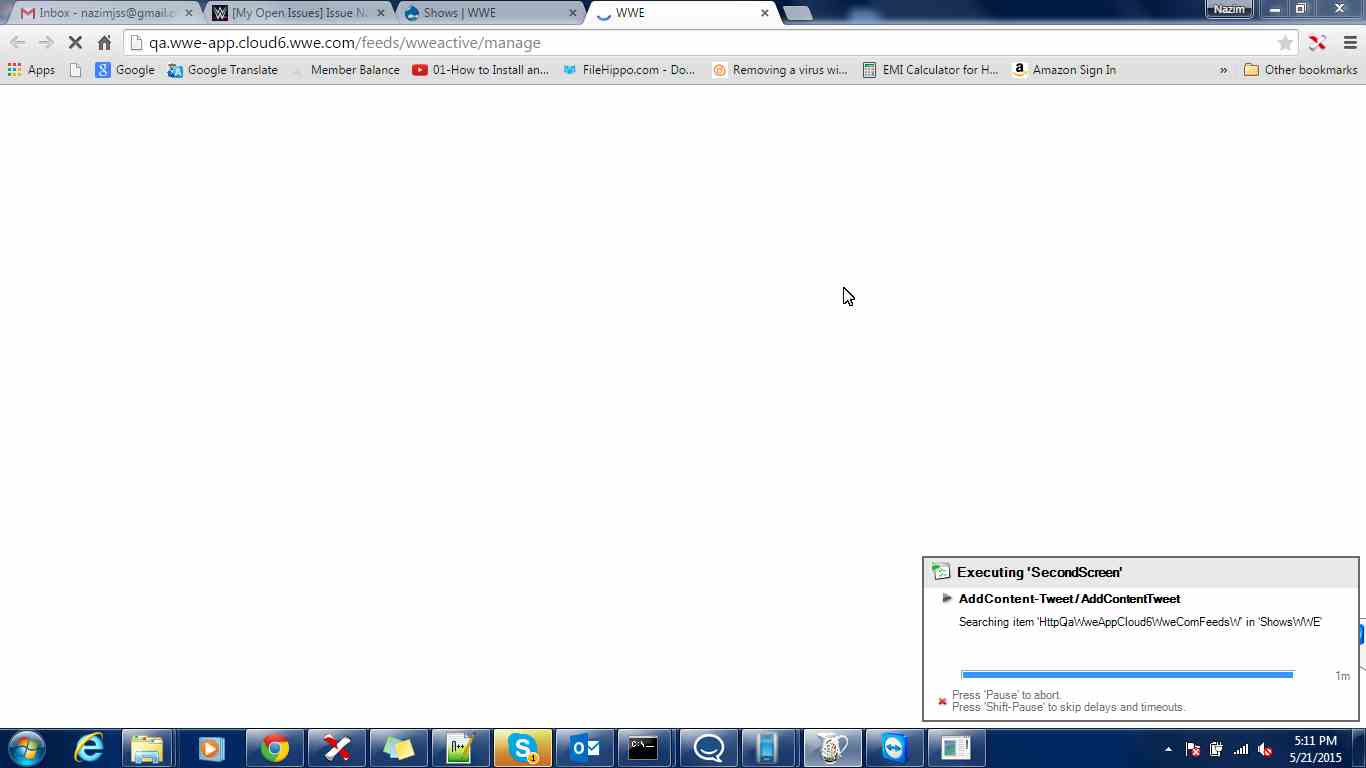 Inbox - nazimjss@gmail.c
[My Open Issues] Issue Na
Shows | WWE
WWE
Nazim
qa.wwe-app.cloud6.wwe.com/feeds/wweactive/manage
Apps
Google
Google Translate
Member Balance
01-How to Install an...
FileHippo.com - Do...
Removing a virus wi...
EMI Calculator for H...
Amazon Sign In
»
Other bookmarks
Executing 'SecondScreen'
AddContent-Tweet / AddContentTweet
Searching item 'HttpQaWweAppCloud6WweComFeedsW' in 'ShowsWWE'
1m
Press 'Pause' to abort.
Press 'Shift-Pause' to skip delays and timeouts.
5:11 PM
5/21/2015